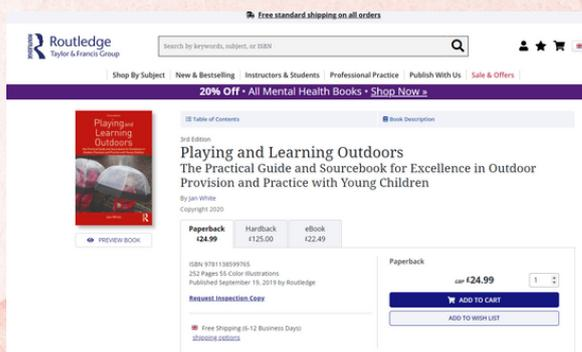 Free standard shipping on all orders
Routledge
Taylor & Francis Group
Search by keywords, subject, or ISBN
Shop By Subject New & Bestselling Instructors & Students Professional Practice Publish With Us Sale & Offers
20% Off • All Mental Health Books • Shop Now »
Table of Contents Book Description
3rd Edition
Playing and Learning Outdoors
The Practical Guide and Sourcebook for Excellence in Outdoor
Provision and Practice with Young Children
By Jan White
Copyright 2020
Playing and
Learning
Outdoors
Jan White
R
PREVIEW BOOK
Paperback Hardback eBook
£24.99 £125.00 £22.49
ISBN 9781138599765
252 Pages 55 Color Illustrations
Published September 19, 2019 by Routledge
Request Inspection Copy
Free Shipping (6-12 Business Days)
shipping options
Paperback
GBP £24.99 1
ADD TO CART
ADD TO WISH LIST